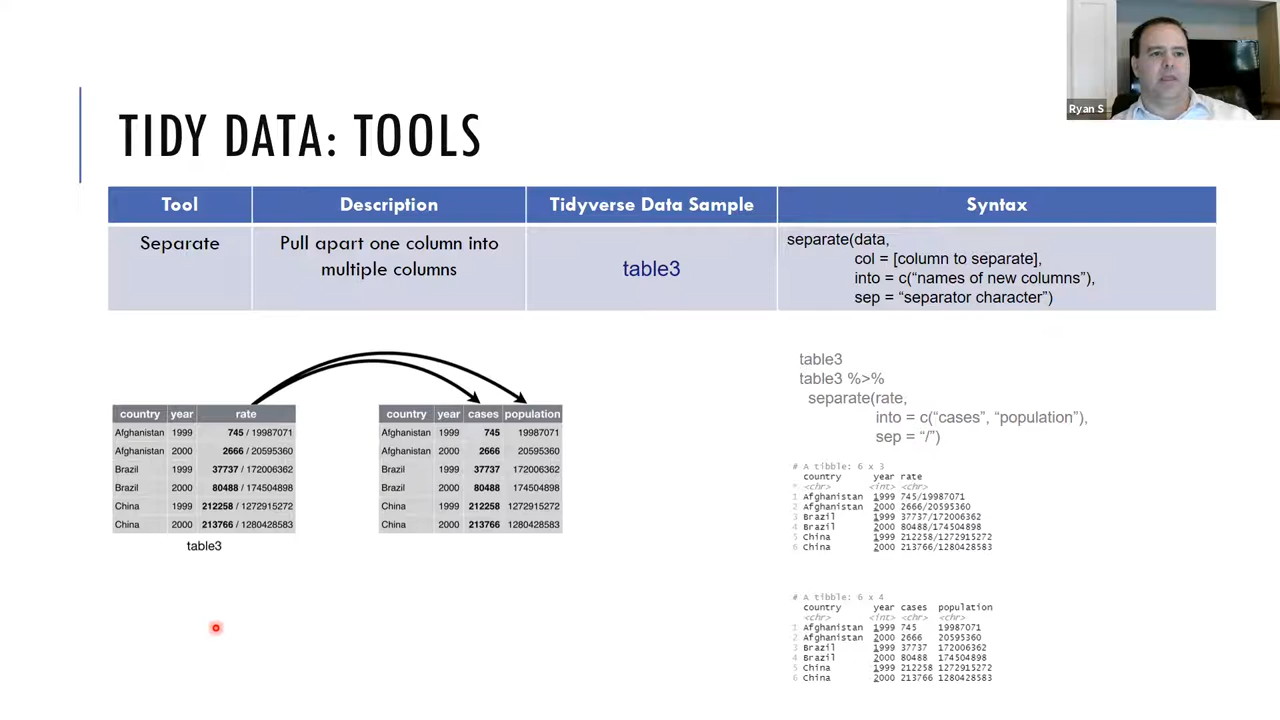 Ryan S
TIDY DATA: TOOLS
Tool Description Tidyverse Data Sample Syntax
Separate
Pull apart one column into
multiple columns
table3
separate(data,
col = [column to separate],
into = c(“names of new columns”),
sep = “separator character”)
country year rate
Afghanistan 1999 745 / 19987071
Afghanistan 2000 2666 / 20595360
Brazil 1999 37737 / 172006362
Brazil 2000 80488 / 174504898
China 1999 212258 / 1272915272
China 2000 213766 / 1280428583
table3
country year cases population
Afghanistan 1999 745 19987071
Afghanistan 2000 2666 20595360
Brazil 1999 37737 172006362
Brazil 2000 80488 174504898
China 1999 212258 1272915272
China 2000 213766 1280428583
table3
table3 %>%
separate(rate,
into = c(“cases”, “population”),
sep = “/”)
# A tibble: 6 x 3
country year rate
* <chr> <int> <chr>
1 Afghanistan 1999 745/19987071
2 Afghanistan 2000 2666/20595360
3 Brazil 1999 37737/172006362
4 Brazil 2000 80488/174504898
5 China 1999 212258/1272915272
6 China 2000 213766/1280428583
# A tibble: 6 x 4
country year cases population
<chr> <int> <chr> <chr>
1 Afghanistan 1999 745 19987071
2 Afghanistan 2000 2666 20595360
3 Brazil 1999 37737 172006362
4 Brazil 2000 80488 174504898
5 China 1999 212258 1272915272
6 China 2000 213766 1280428583